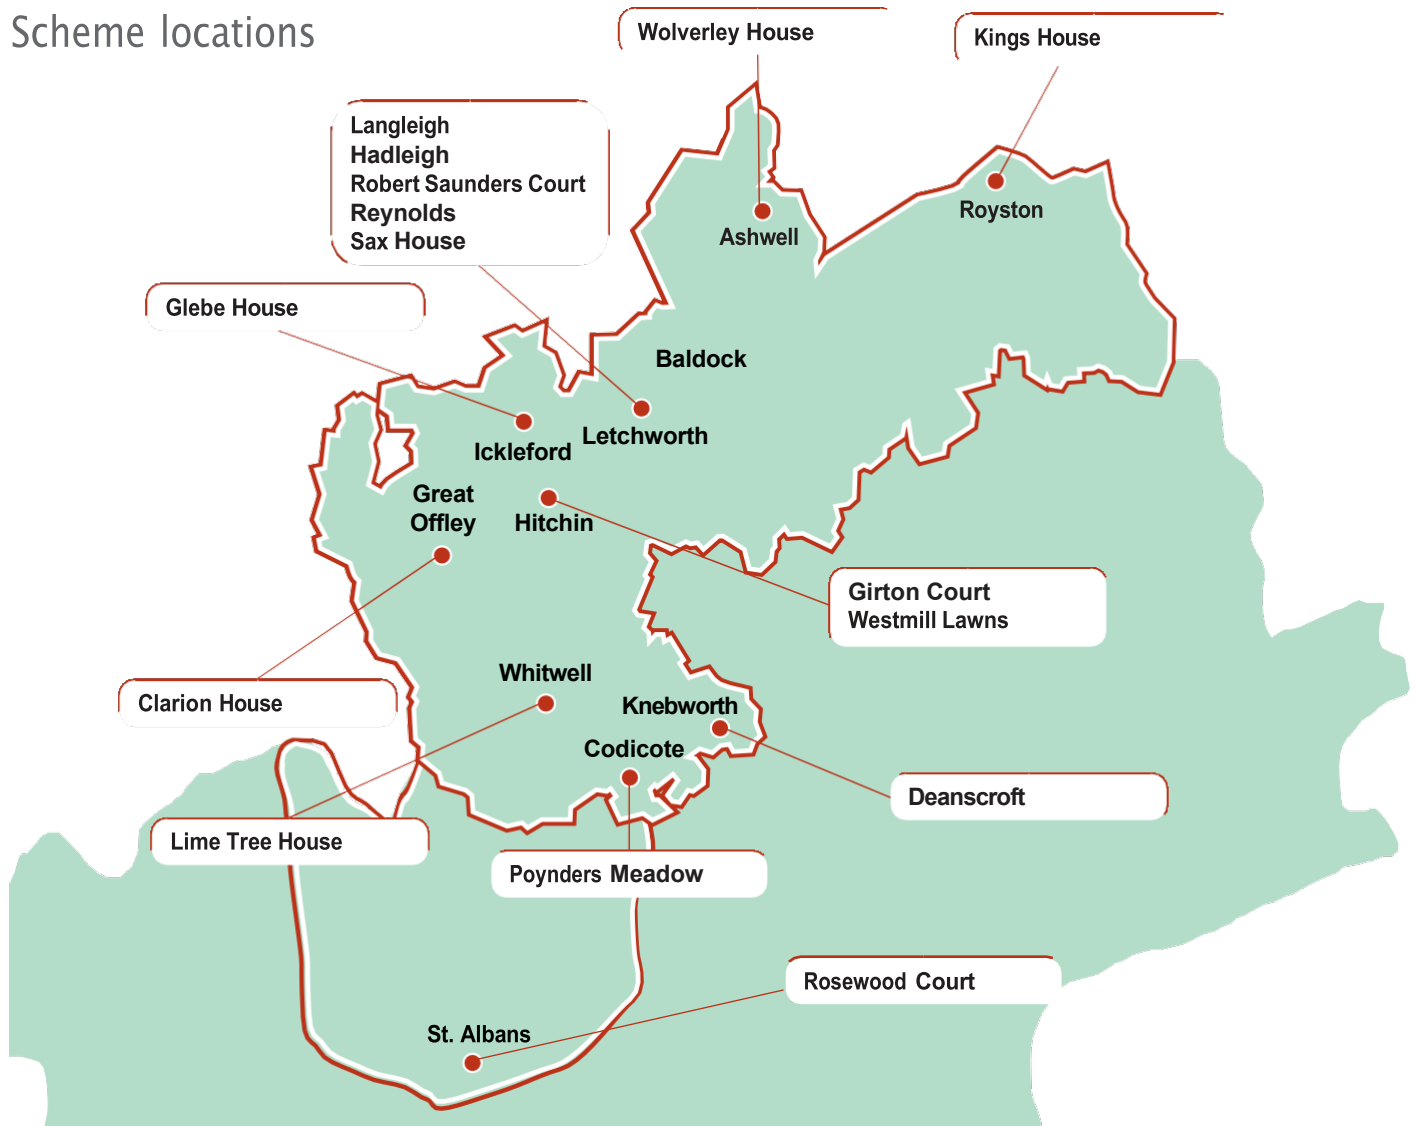 Scheme locations
Wolverley House
Kings House
Langleigh
Hadleigh
Robert Saunders Court
Reynolds
Sax House
Royston
Ashwell
Glebe House
Baldock
Letchworth
Ickleford
Great
Offley
Hitchin
Girton Court
Westmill Lawns
Whitwell
Clarion House
Knebworth
Codicote
Deanscroft
Lime Tree House
Poynders Meadow
Rosewood Court
St. Albans